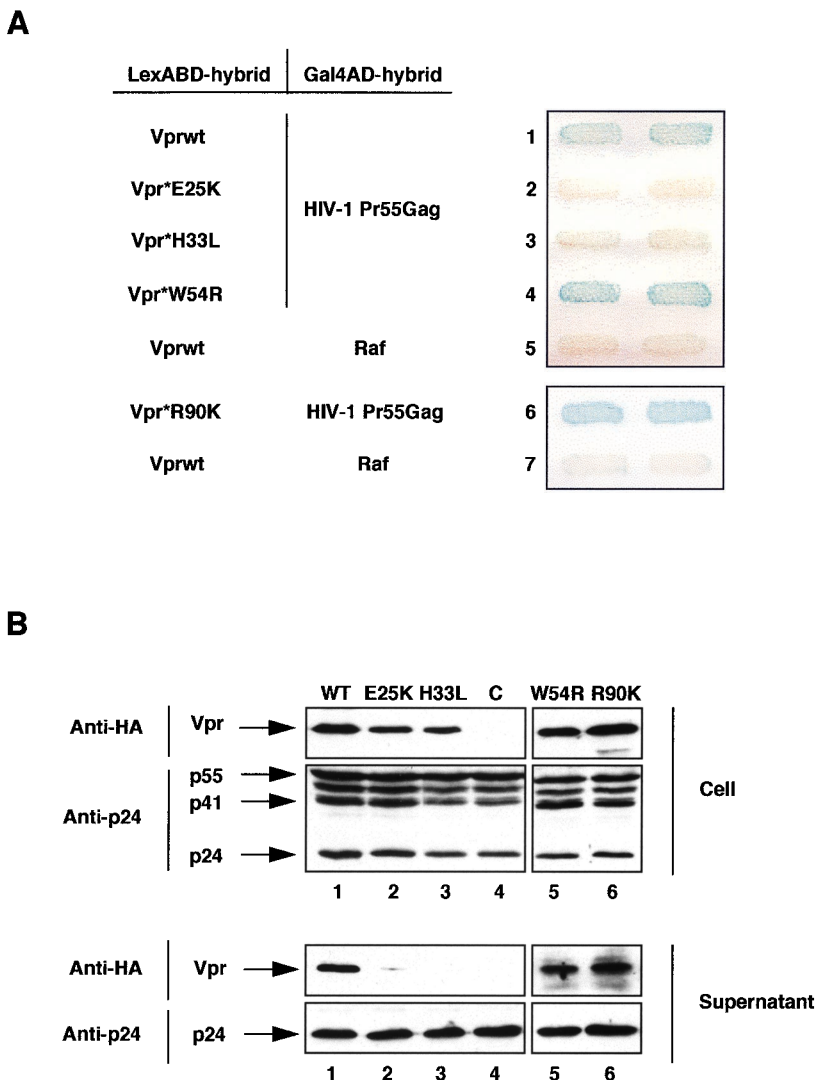 A
LexABD-hybrid Gal4AD-hybrid
Vprwt 1
Vpr*E25K 2
HIV-1 Pr55Gag
Vpr*H33L 3
Vpr*W54R 4
Vprwt Raf 5
Vpr*R90K HIV-1 Pr55Gag 6
Vprwt Raf 7
B
WT E25K H33L C W54R R90K
Anti-HA Vpr
p55
Cell
p41
Anti-p24
p24
1 2 3 4 5 6
Anti-HA Vpr
Supernatant
Anti-p24 p24
1 2 3 4 5 6